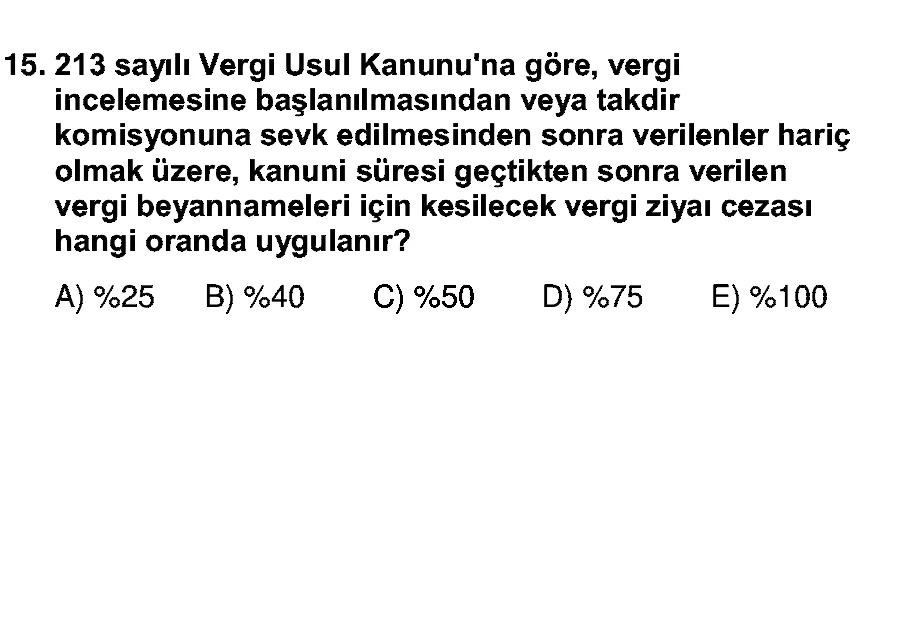 15. 213 sayılı Vergi Usul Kanunu'na göre, vergi
incelemesine başlanılmasından veya takdir
komisyonuna sevk edilmesinden sonra verilenler hariç
olmak üzere, kanuni süresi geçtikten sonra verilen
vergi beyannameleri için kesilecek vergi ziyaı cezası
hangi oranda uygulanır?
A) %25 B) %40 C) %50 D) %75 E) %100